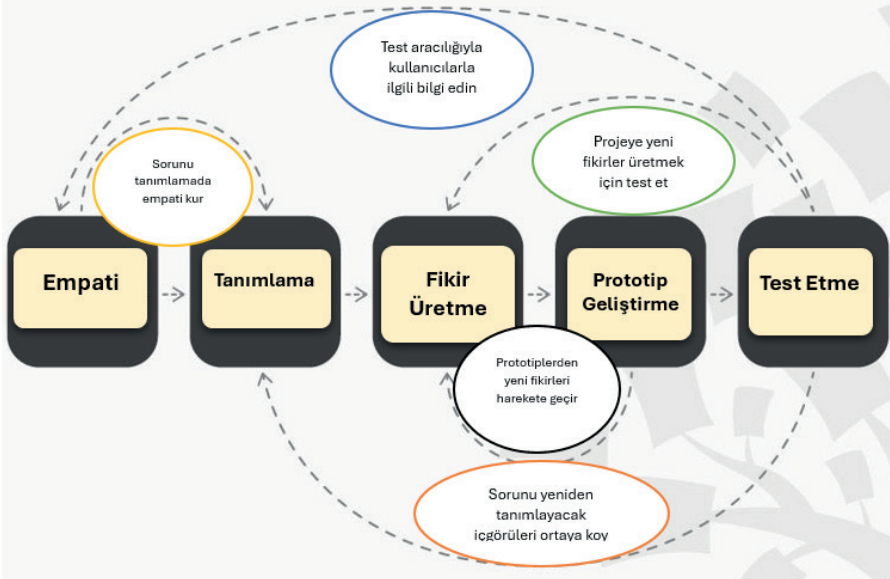 Test aracılığıyla
kullanıcılarla
ilgili bilgi edin
Projeye yeni
fikirler üretmek
için test et
Sorunu
tanımlamada
empati kur
Empati
Tanımlama
Fikir
Üretme
Prototip
Geliştirme
Test Etme
Prototiplerden
yeni fikirleri
harekete geçir
Sorunu yeniden
tanımlayacak
içgörüleri ortaya koy